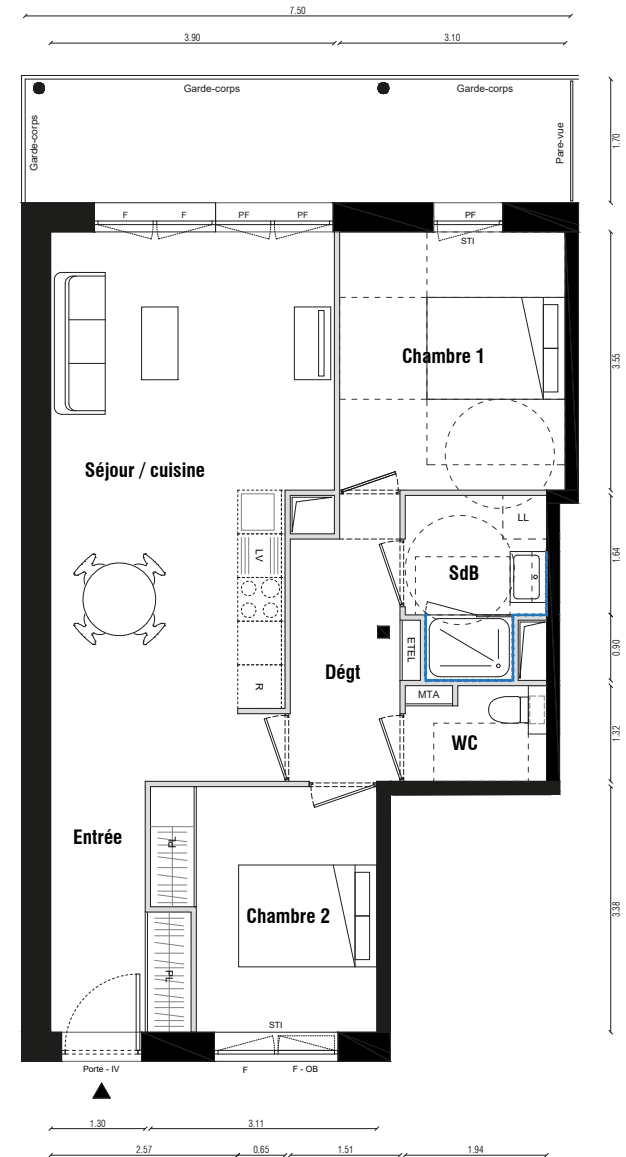 7.50
3.90
3.10
Garde-corps
Garde-corps
Garde-corps
Pare-vue
1.70
F
F
PF
PF
PF
STI
Chambre 1
3.55
Séjour / cuisine
LL
LV
SdB
1.64
ETEL
0.90
Dégt
R
MTA
WC
1.32
Entrée
PL
Chambre 2
3.38
PL
STI
Porte - IV
F
F - OB
1.30
3.11
2.57
0.65
1.51
1.94